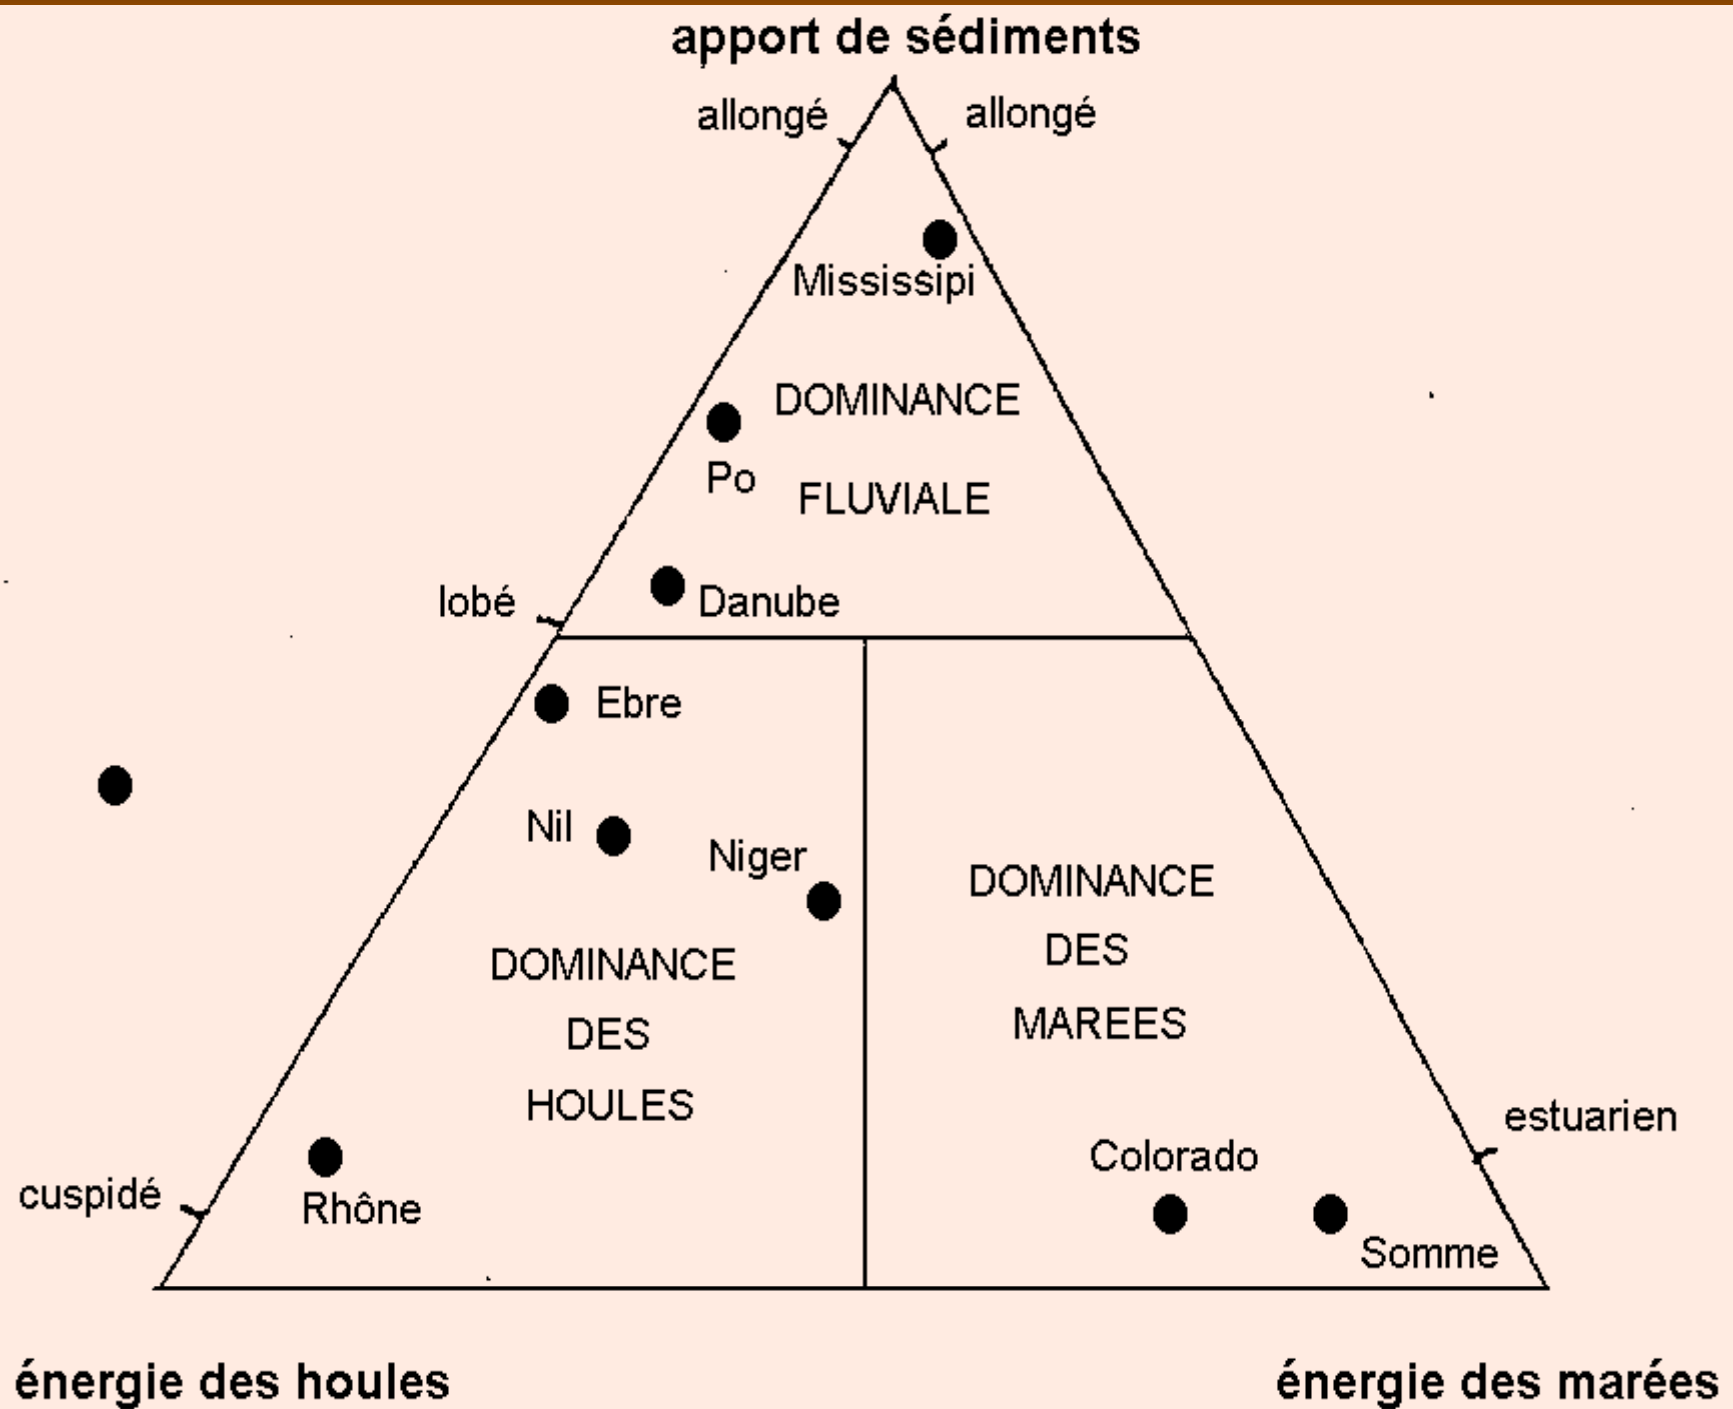 apport de sédiments
allongé
allongé
Mississipi
DOMINANCE
Po
FLUVIALE
lobé
Danube
Ebre
Nil
Niger
DOMINANCE
DES
MAREES
DOMINANCE
DES
HOULES
estuarien
Colorado
cuspidé
Rhône
Somme
énergie des houles
énergie des marées